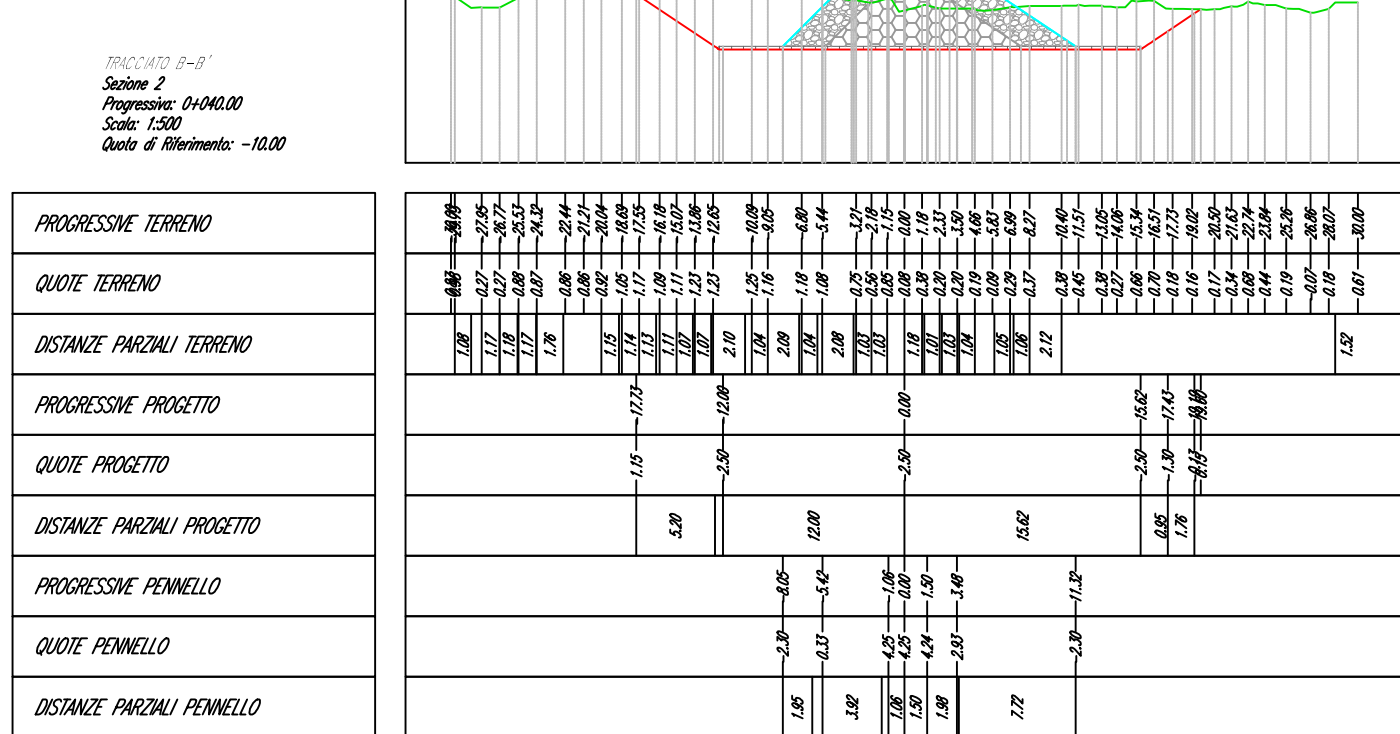 TRACCIATO B-B'
Sezione 2
Progressiva: 0+040.00
Scala: 1:500
Quota di Riferimento: -10.00
PROGRESSIVE TERRENO
27.95 26.77 25.53 24.32 22.44 21.21 20.04 18.69 17.55 16.18 15.07 13.86 12.65 10.09 9.05 6.80 5.44 3.21 2.18 1.15 0.00 1.18 2.33 3.50 4.66 5.83 6.99 8.27 10.40 11.51 13.05 14.06 15.34 16.51 17.73 19.02 20.50 21.63 22.74 23.84 25.26 26.86 28.07 30.00
QUOTE TERRENO
0.27 0.27 0.88 0.87 0.86 0.86 0.92 1.05 1.17 1.09 1.11 1.23 1.23 1.25 1.16 1.18 1.08 0.75 0.56 0.85 0.08 0.38 0.20 0.20 0.19 0.09 0.29 0.37 0.38 0.45 0.38 0.27 0.66 0.70 0.18 0.16 0.17 0.34 0.68 0.44 0.19 0.07 0.18 0.61
DISTANZE PARZIALI TERRENO
1.08 1.17 1.18 1.17 1.76 1.15 1.14 1.13 1.11 1.07 1.07 2.10 1.04 2.09 1.04 2.08 1.03 1.03 1.18 1.01 1.03 1.04 1.05 1.06 2.12 1.52
PROGRESSIVE PROGETTO
17.73 12.00 0.00 15.62 17.43
QUOTE PROGETTO
1.15 2.50 2.50 2.50 1.30
DISTANZE PARZIALI PROGETTO
5.20 12.00 15.62 0.95 1.76
PROGRESSIVE PENNELLO
8.05 5.42 1.06 0.00 1.50 3.48 11.32
QUOTE PENNELLO
2.30 0.33 4.25 4.25 4.24 2.93 2.30
DISTANZE PARZIALI PENNELLO
1.95 3.92 1.06 1.50 1.98 7.72